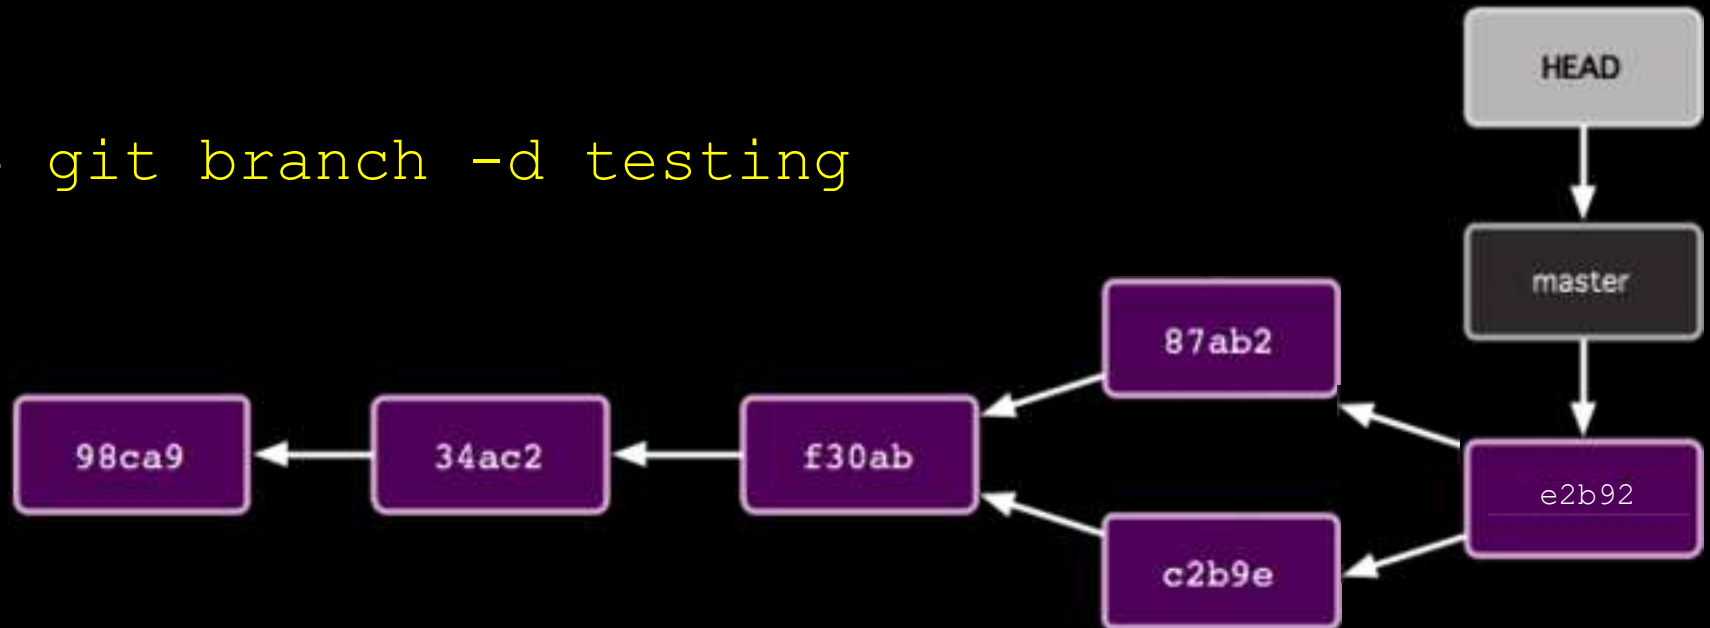 HEAD
git branch -d testing
master
87ab2
98ca9
34ac2
f30ab
e2b92
c2b9e